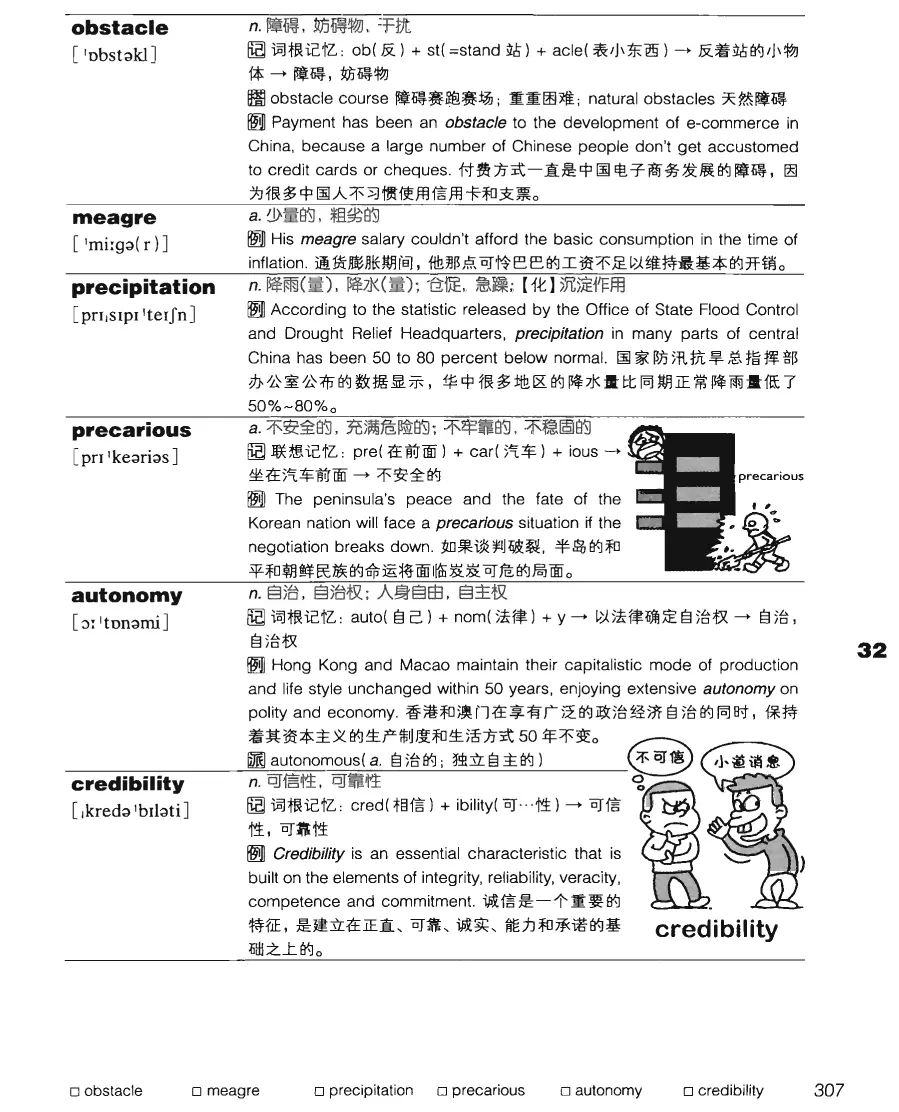 obstacle
[ ˈɒbstəkl ]
n. 障碍, 妨碍物, 干扰
记 词根记忆: ob( 反 ) + st( =stand 站 ) + acle( 表小东西 ) → 反着站的小物
体 → 障碍, 妨碍物
搭 obstacle course 障碍赛跑赛场; 重重困难; natural obstacles 天然障碍
例 Payment has been an obstacle to the development of e-commerce in
China, because a large number of Chinese people don't get accustomed
to credit cards or cheques. 付费方式一直是中国电子商务发展的障碍, 因
为很多中国人不习惯使用信用卡和支票。
meagre
[ ˈmiːɡə( r ) ]
a. 少量的, 粗劣的
例 His meagre salary couldn't afford the basic consumption in the time of
inflation. 通货膨胀期间, 他那点可怜巴巴的工资不足以维持最基本的开销。
precipitation
[ prɪˌsɪpɪˈteɪʃn ]
n. 降雨(量), 降水(量); 仓促, 急躁; 【化】沉淀作用
例 According to the statistic released by the Office of State Flood Control
and Drought Relief Headquarters, precipitation in many parts of central
China has been 50 to 80 percent below normal. 国家防汛抗旱总指挥部
办公室公布的数据显示, 华中很多地区的降水量比同期正常降雨量低了
50%~80%。
precarious
[ prɪˈkeəriəs ]
a. 不安全的, 充满危险的; 不牢靠的, 不稳固的
记 联想记忆: pre( 在前面 ) + car( 汽车 ) + ious →
坐在汽车前面 → 不安全的
例 The peninsula's peace and the fate of the
Korean nation will face a precarious situation if the
negotiation breaks down. 如果谈判破裂, 半岛的和
平和朝鲜民族的命运将面临岌岌可危的局面。
precarious
autonomy
[ ɔːˈtɒnəmi ]
n. 自治, 自治权; 人身自由, 自主权
记 词根记忆: auto( 自己 ) + nom( 法律 ) + y → 以法律确定自治权 → 自治,
自治权
例 Hong Kong and Macao maintain their capitalistic mode of production
and life style unchanged within 50 years, enjoying extensive autonomy on
polity and economy. 香港和澳门在享有广泛的政治经济自治的同时, 保持
着其资本主义的生产制度和生活方式 50 年不变。
派 autonomous( a. 自治的; 独立自主的 )
32
credibility
[ ˌkredəˈbɪləti ]
n. 可信性, 可靠性
记 词根记忆: cred( 相信 ) + ibility( 可…性 ) → 可信
性, 可靠性
例 Credibility is an essential characteristic that is
built on the elements of integrity, reliability, veracity,
competence and commitment. 诚信是一个重要的
特征, 是建立在正直、可靠、诚实、能力和承诺的基
础之上的。
不可信
小道消息
credibility
□ obstacle □ meagre □ precipitation □ precarious □ autonomy □ credibility 307